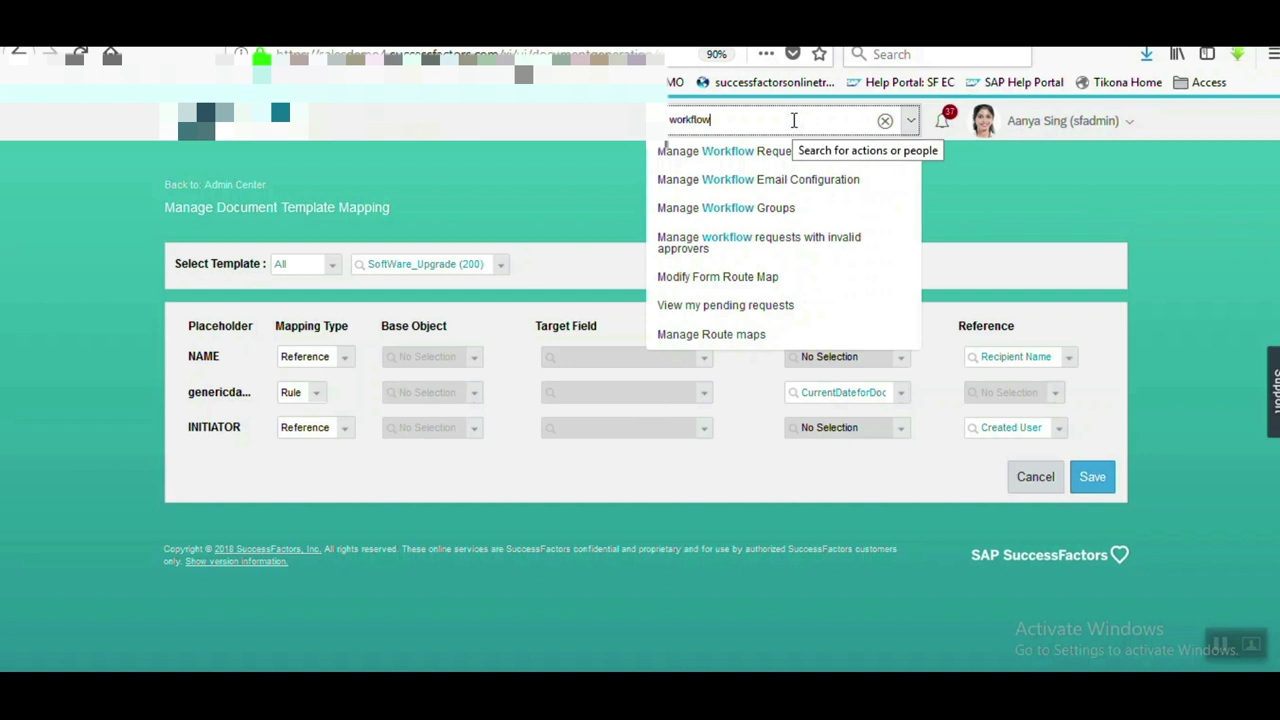 90%
Search
MO successfactorsonlinetr... Help Portal: SF EC SAP Help Portal Tikona Home Access
workflow
37
Aanya Sing (sfadmin)
Manage Workflow Reque
Search for actions or people
Manage Workflow Email Configuration
Manage Workflow Groups
Manage workflow requests with invalid
approvers
Modify Form Route Map
View my pending requests
Manage Route maps
Back to: Admin Center
Manage Document Template Mapping
Select Template : All SoftWare_Upgrade (200)
Placeholder Mapping Type Base Object Target Field Reference
NAME Reference No Selection No Selection Recipient Name
genericda... Rule No Selection CurrentDateforDoc No Selection
INITIATOR Reference No Selection No Selection Created User
Cancel Save
Suppor
Copyright © 2018 SuccessFactors, Inc. All rights reserved. These online services are SuccessFactors confidential and proprietary and for use by authorized SuccessFactors customers
only. Show version information.
SAP SuccessFactors
Activate Windows
Go to Settings to activate Windows.